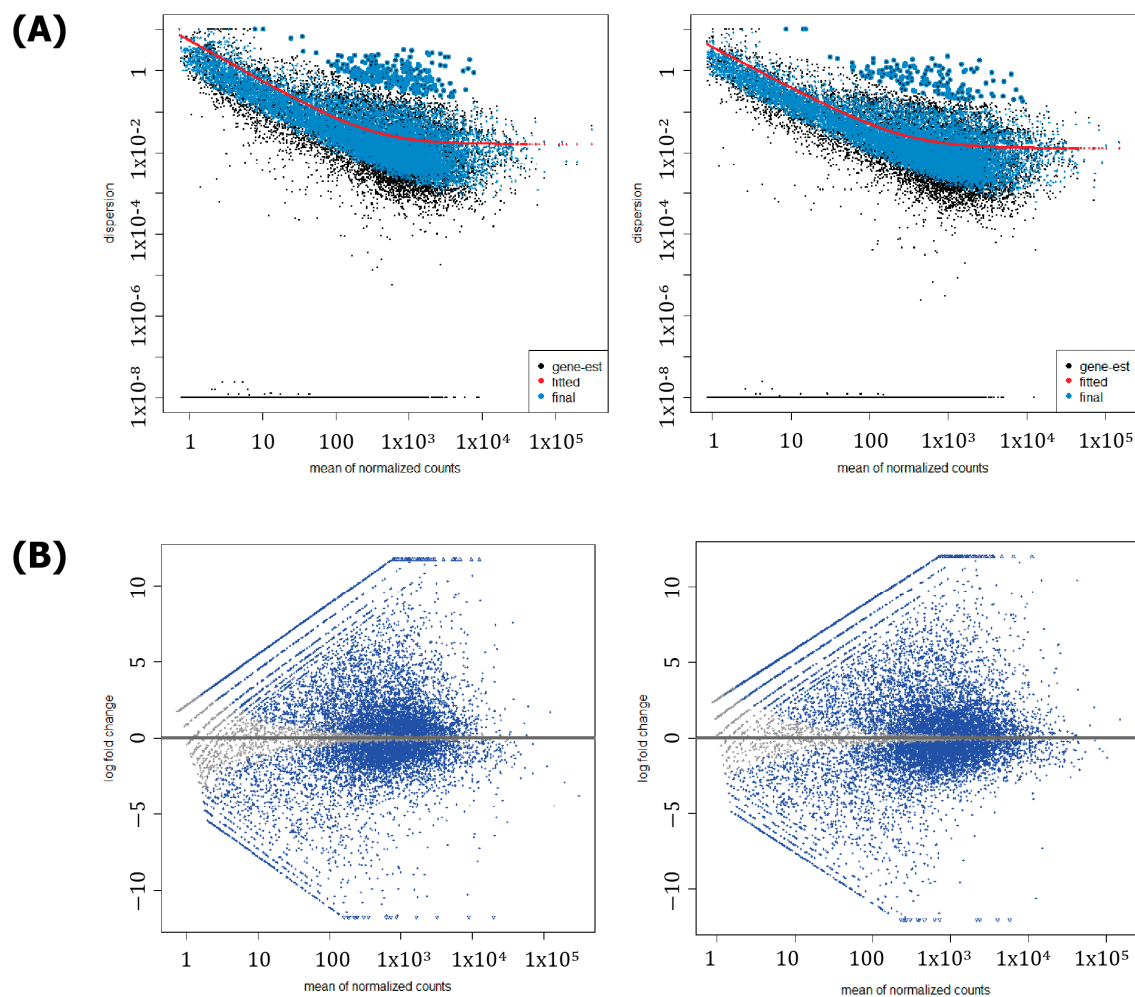 (A)
dispersion
1
1x10⁻²
1x10⁻⁴
1x10⁻⁶
1x10⁻⁸
gene-est
fitted
final
1 10 100 1x10³ 1x10⁴ 1x10⁵
mean of normalized counts
dispersion
1
1x10⁻²
1x10⁻⁴
1x10⁻⁶
1x10⁻⁸
gene-est
fitted
final
1 10 100 1x10³ 1x10⁴ 1x10⁵
mean of normalized counts
(B)
log fold change
10
5
0
−5
−10
1 10 100 1x10³ 1x10⁴ 1x10⁵
mean of normalized counts
log fold change
10
5
0
−5
−10
1 10 100 1x10³ 1x10⁴ 1x10⁵
mean of normalized counts